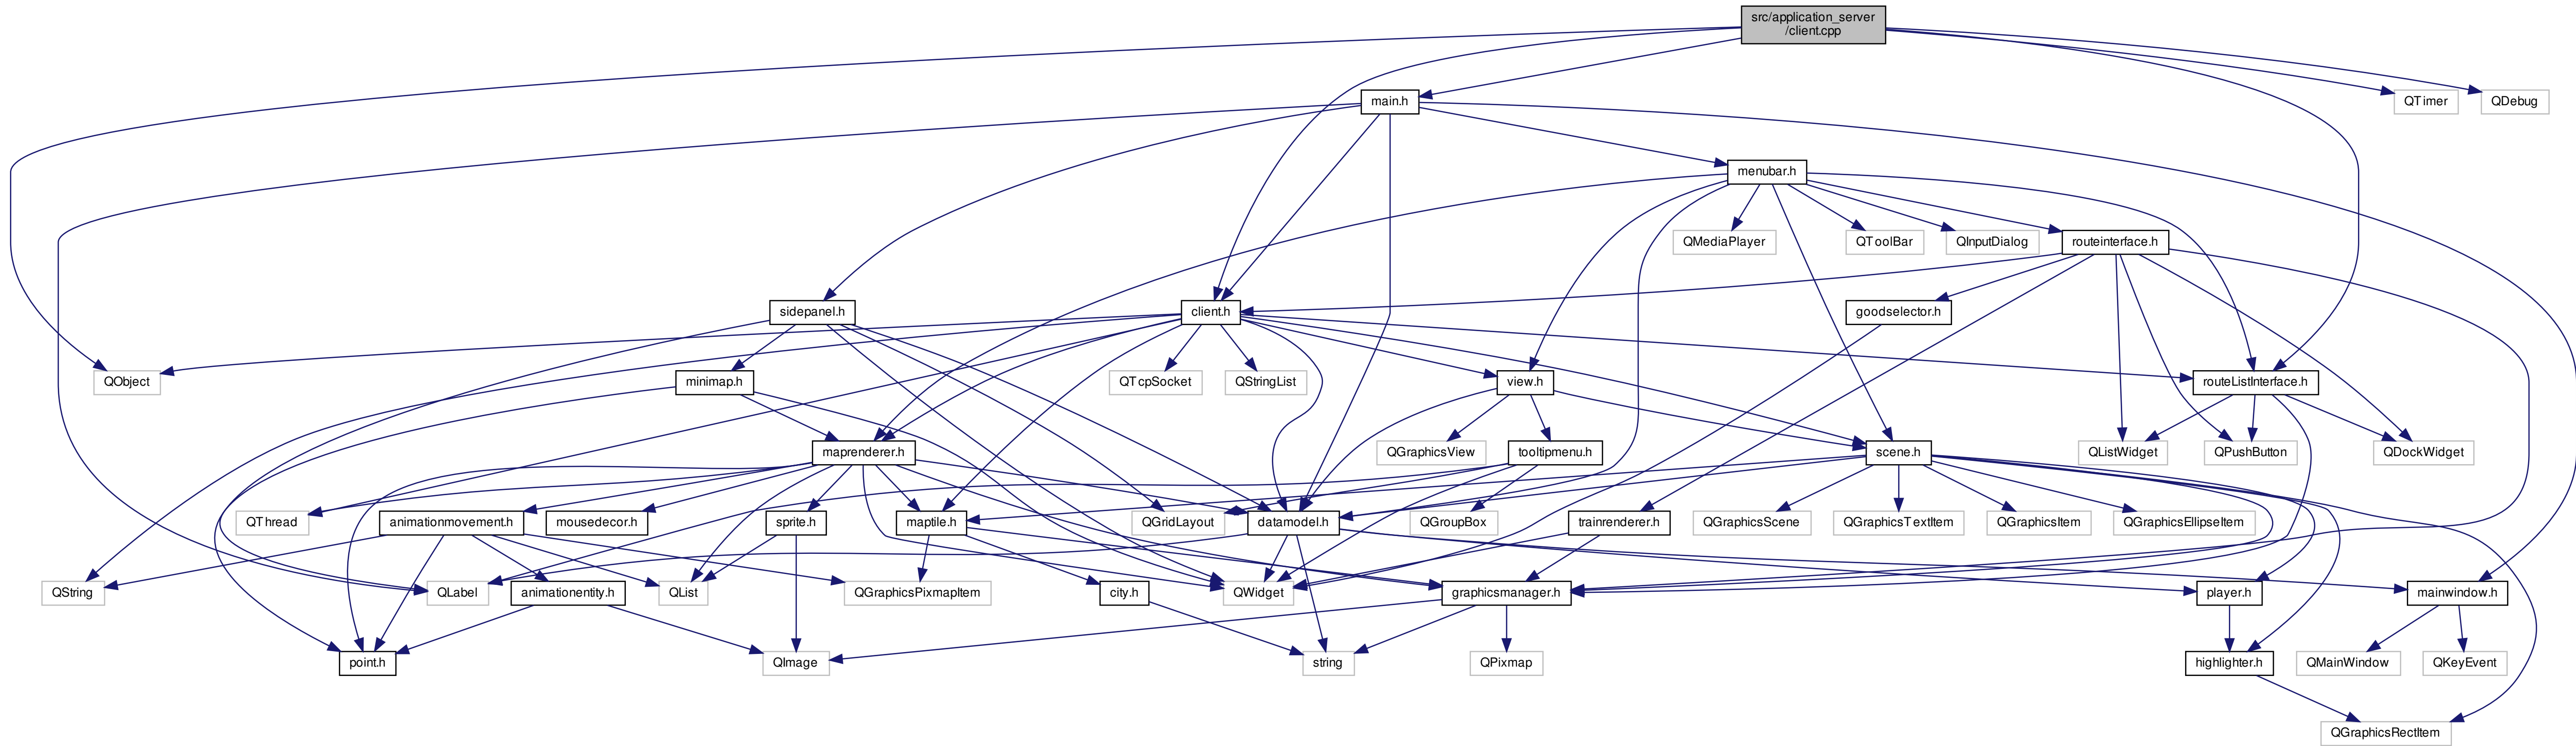 src/application_server
/client.cpp
main.h
QTimer
QDebug
menubar.h
QMediaPlayer
QToolBar
QInputDialog
routeinterface.h
sidepanel.h
client.h
goodselector.h
QObject
minimap.h
QTcpSocket
QStringList
view.h
routeListInterface.h
maprenderer.h
QGraphicsView
tooltipmenu.h
scene.h
QListWidget
QPushButton
QDockWidget
QThread
animationmovement.h
mousedecor.h
sprite.h
maptile.h
QGridLayout
datamodel.h
QGroupBox
trainrenderer.h
QGraphicsScene
QGraphicsTextItem
QGraphicsItem
QGraphicsEllipseItem
QString
QLabel
animationentity.h
QList
QGraphicsPixmapItem
city.h
QWidget
graphicsmanager.h
player.h
mainwindow.h
point.h
QImage
string
QPixmap
highlighter.h
QMainWindow
QKeyEvent
QGraphicsRectItem